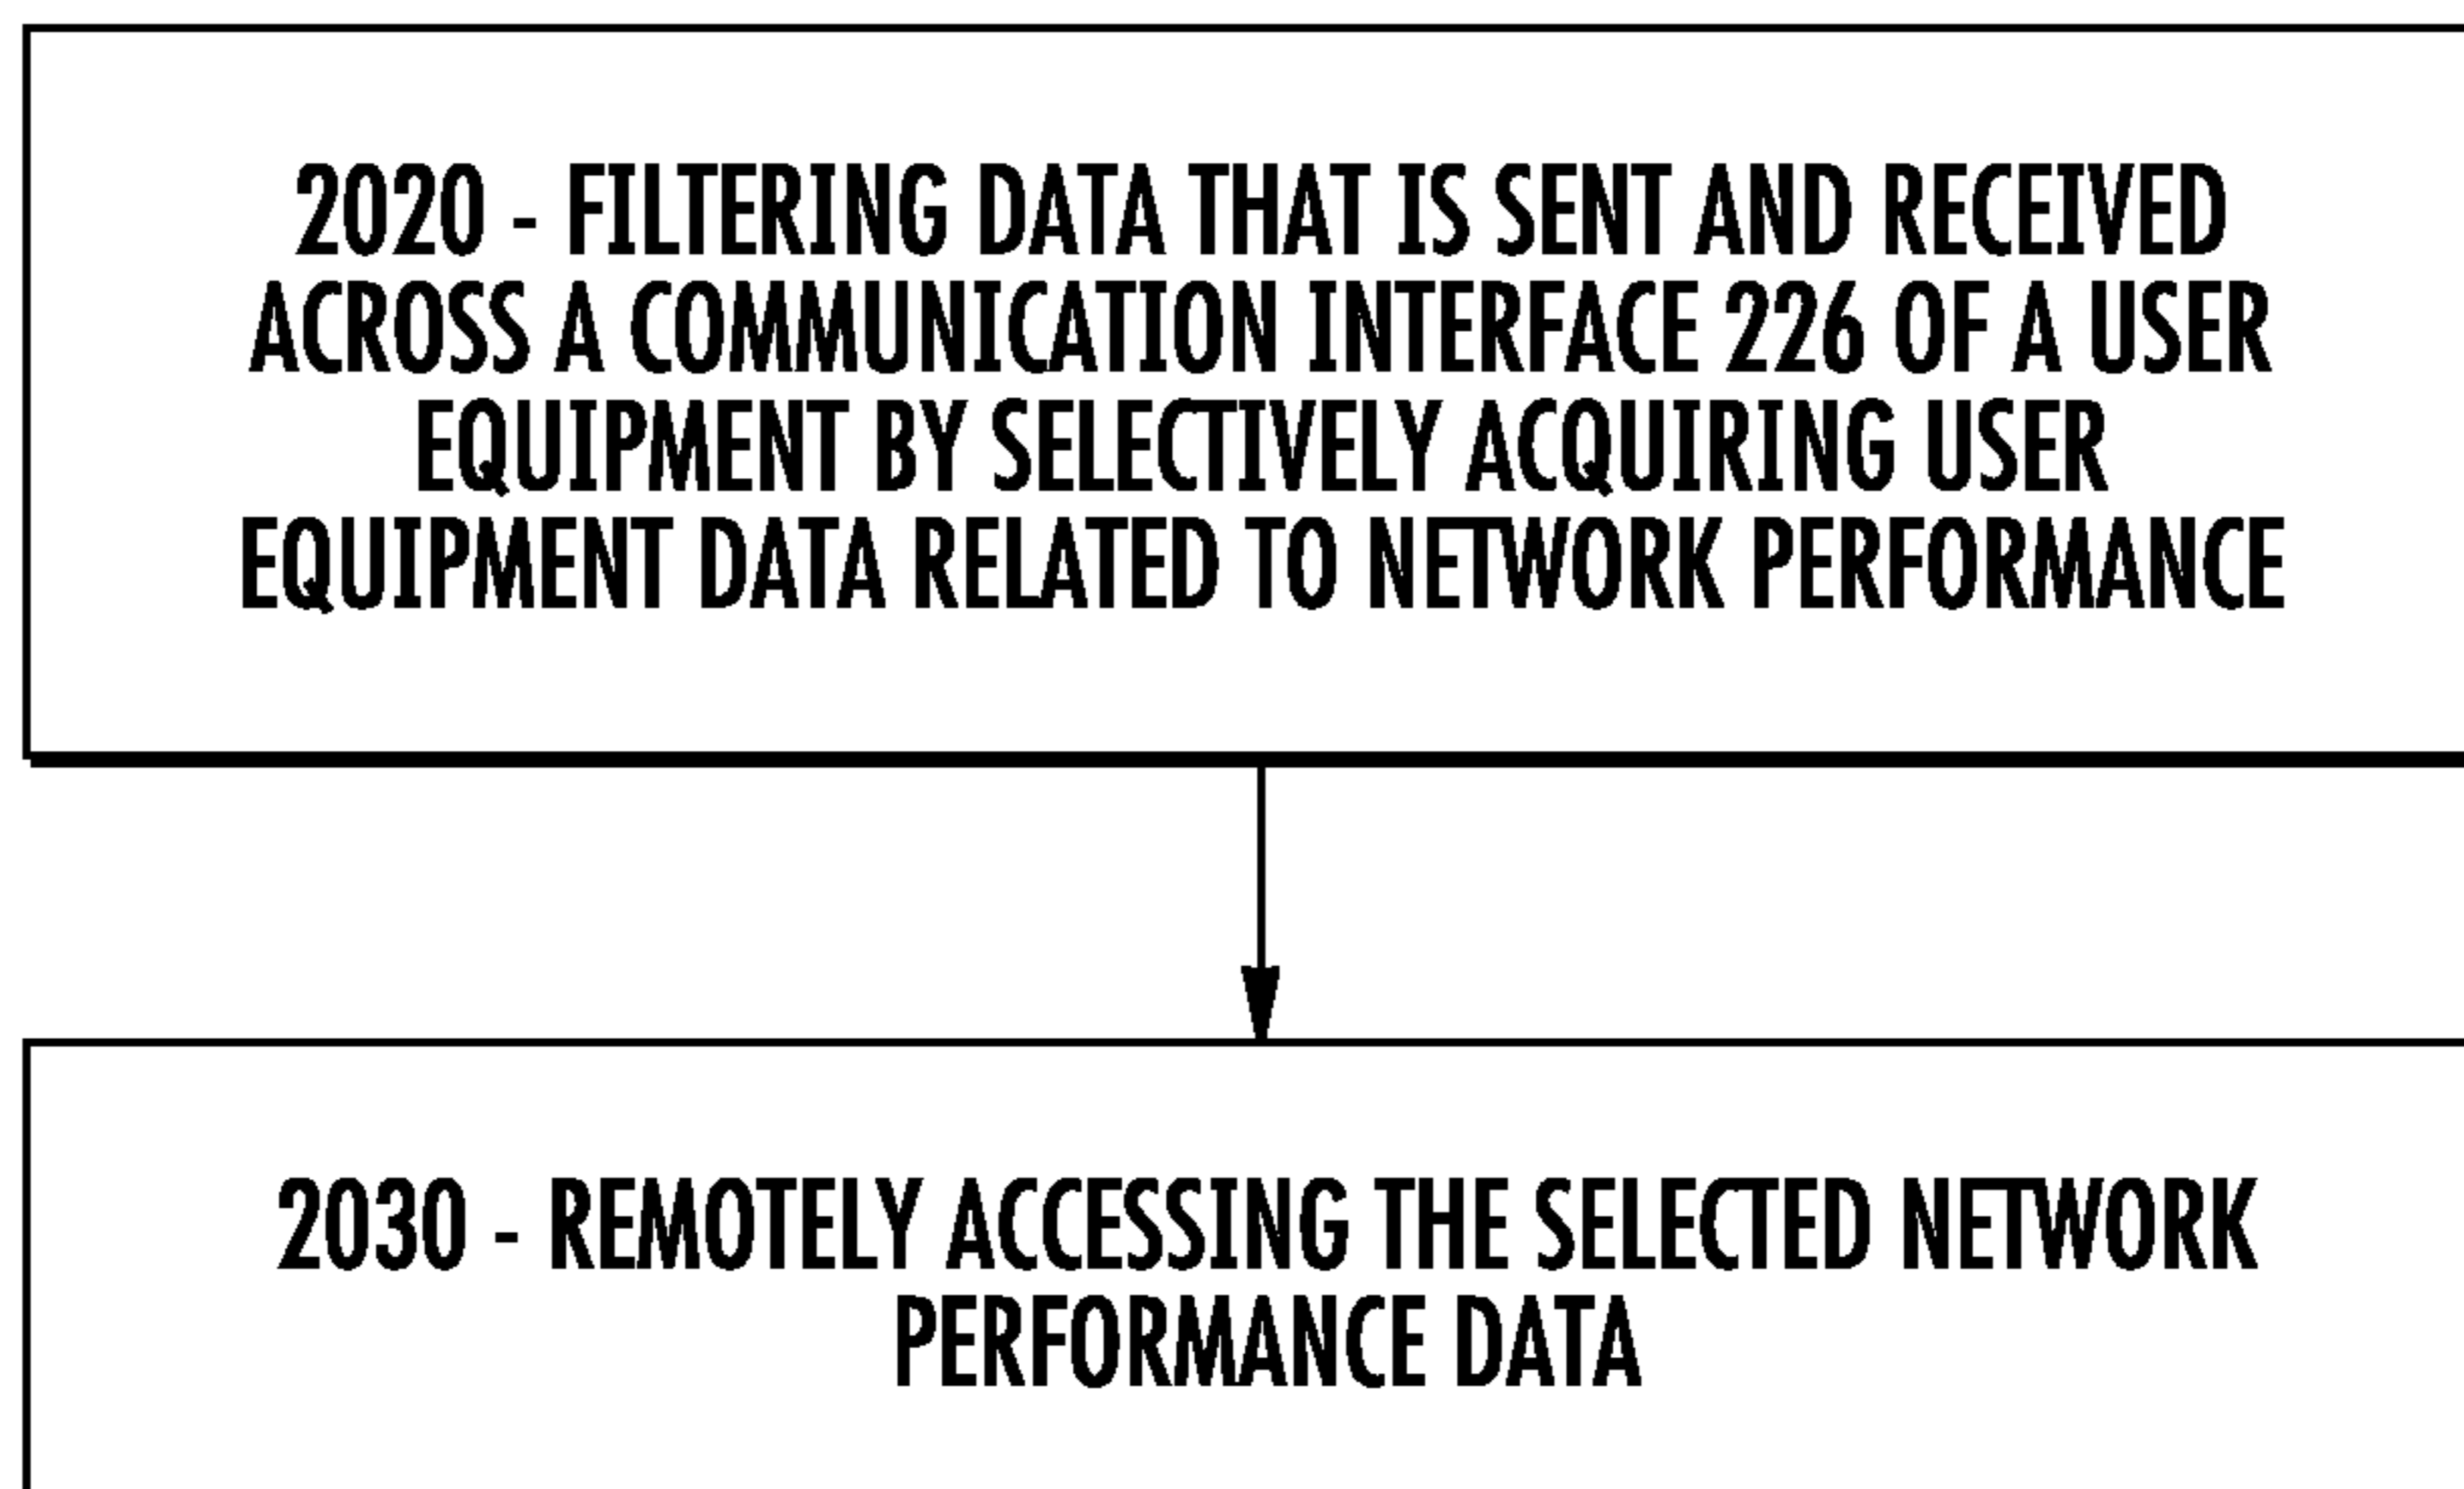 2020 - FILTERING DATA THAT IS SENT AND RECEIVED
ACROSS A COMMUNICATION INTERFACE 226 OF A USER
EQUIPMENT BY SELECTIVELY ACQUIRING USER
EQUIPMENT DATA RELATED TO NETWORK PERFORMANCE
2030 - REMOTELY ACCESSING THE SELECTED NETWORK
PERFORMANCE DATA